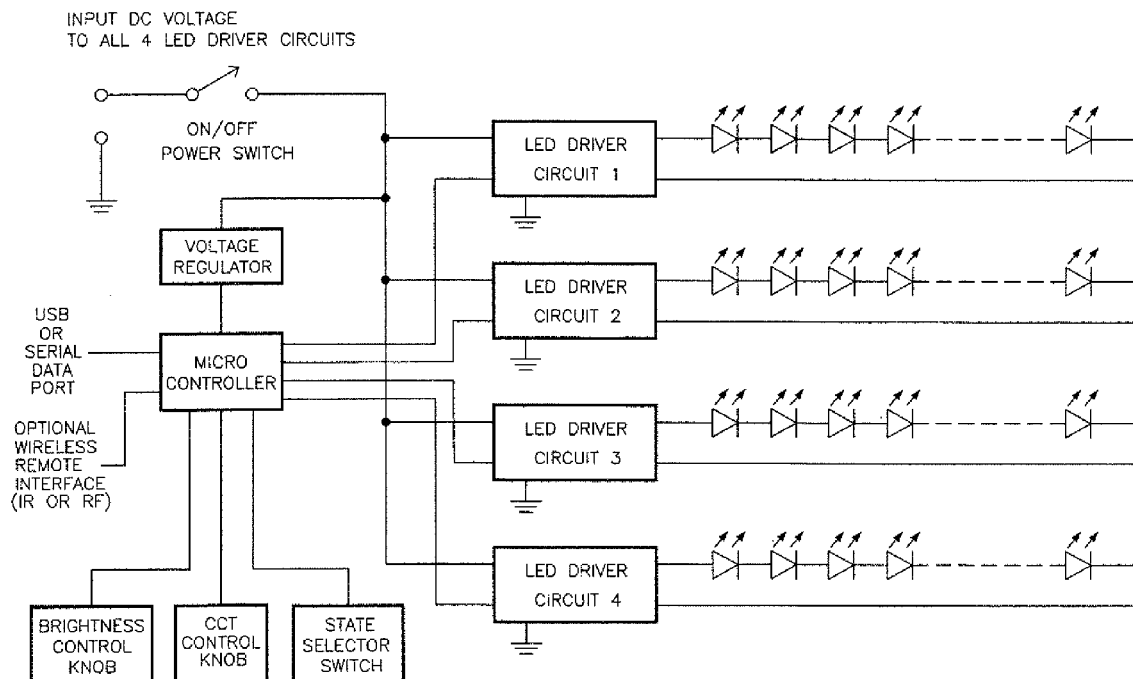 INPUT DC VOLTAGE
TO ALL 4 LED DRIVER CIRCUITS
ON/OFF
POWER SWITCH
LED DRIVER
CIRCUIT 1
VOLTAGE
REGULATOR
LED DRIVER
CIRCUIT 2
USB
OR
SERIAL
DATA
PORT
MICRO
CONTROLLER
OPTIONAL
WIRELESS
REMOTE
INTERFACE
(IR OR RF)
LED DRIVER
CIRCUIT 3
LED DRIVER
CIRCUIT 4
BRIGHTNESS
CONTROL
KNOB
CCT
CONTROL
KNOB
STATE
SELECTOR
SWITCH